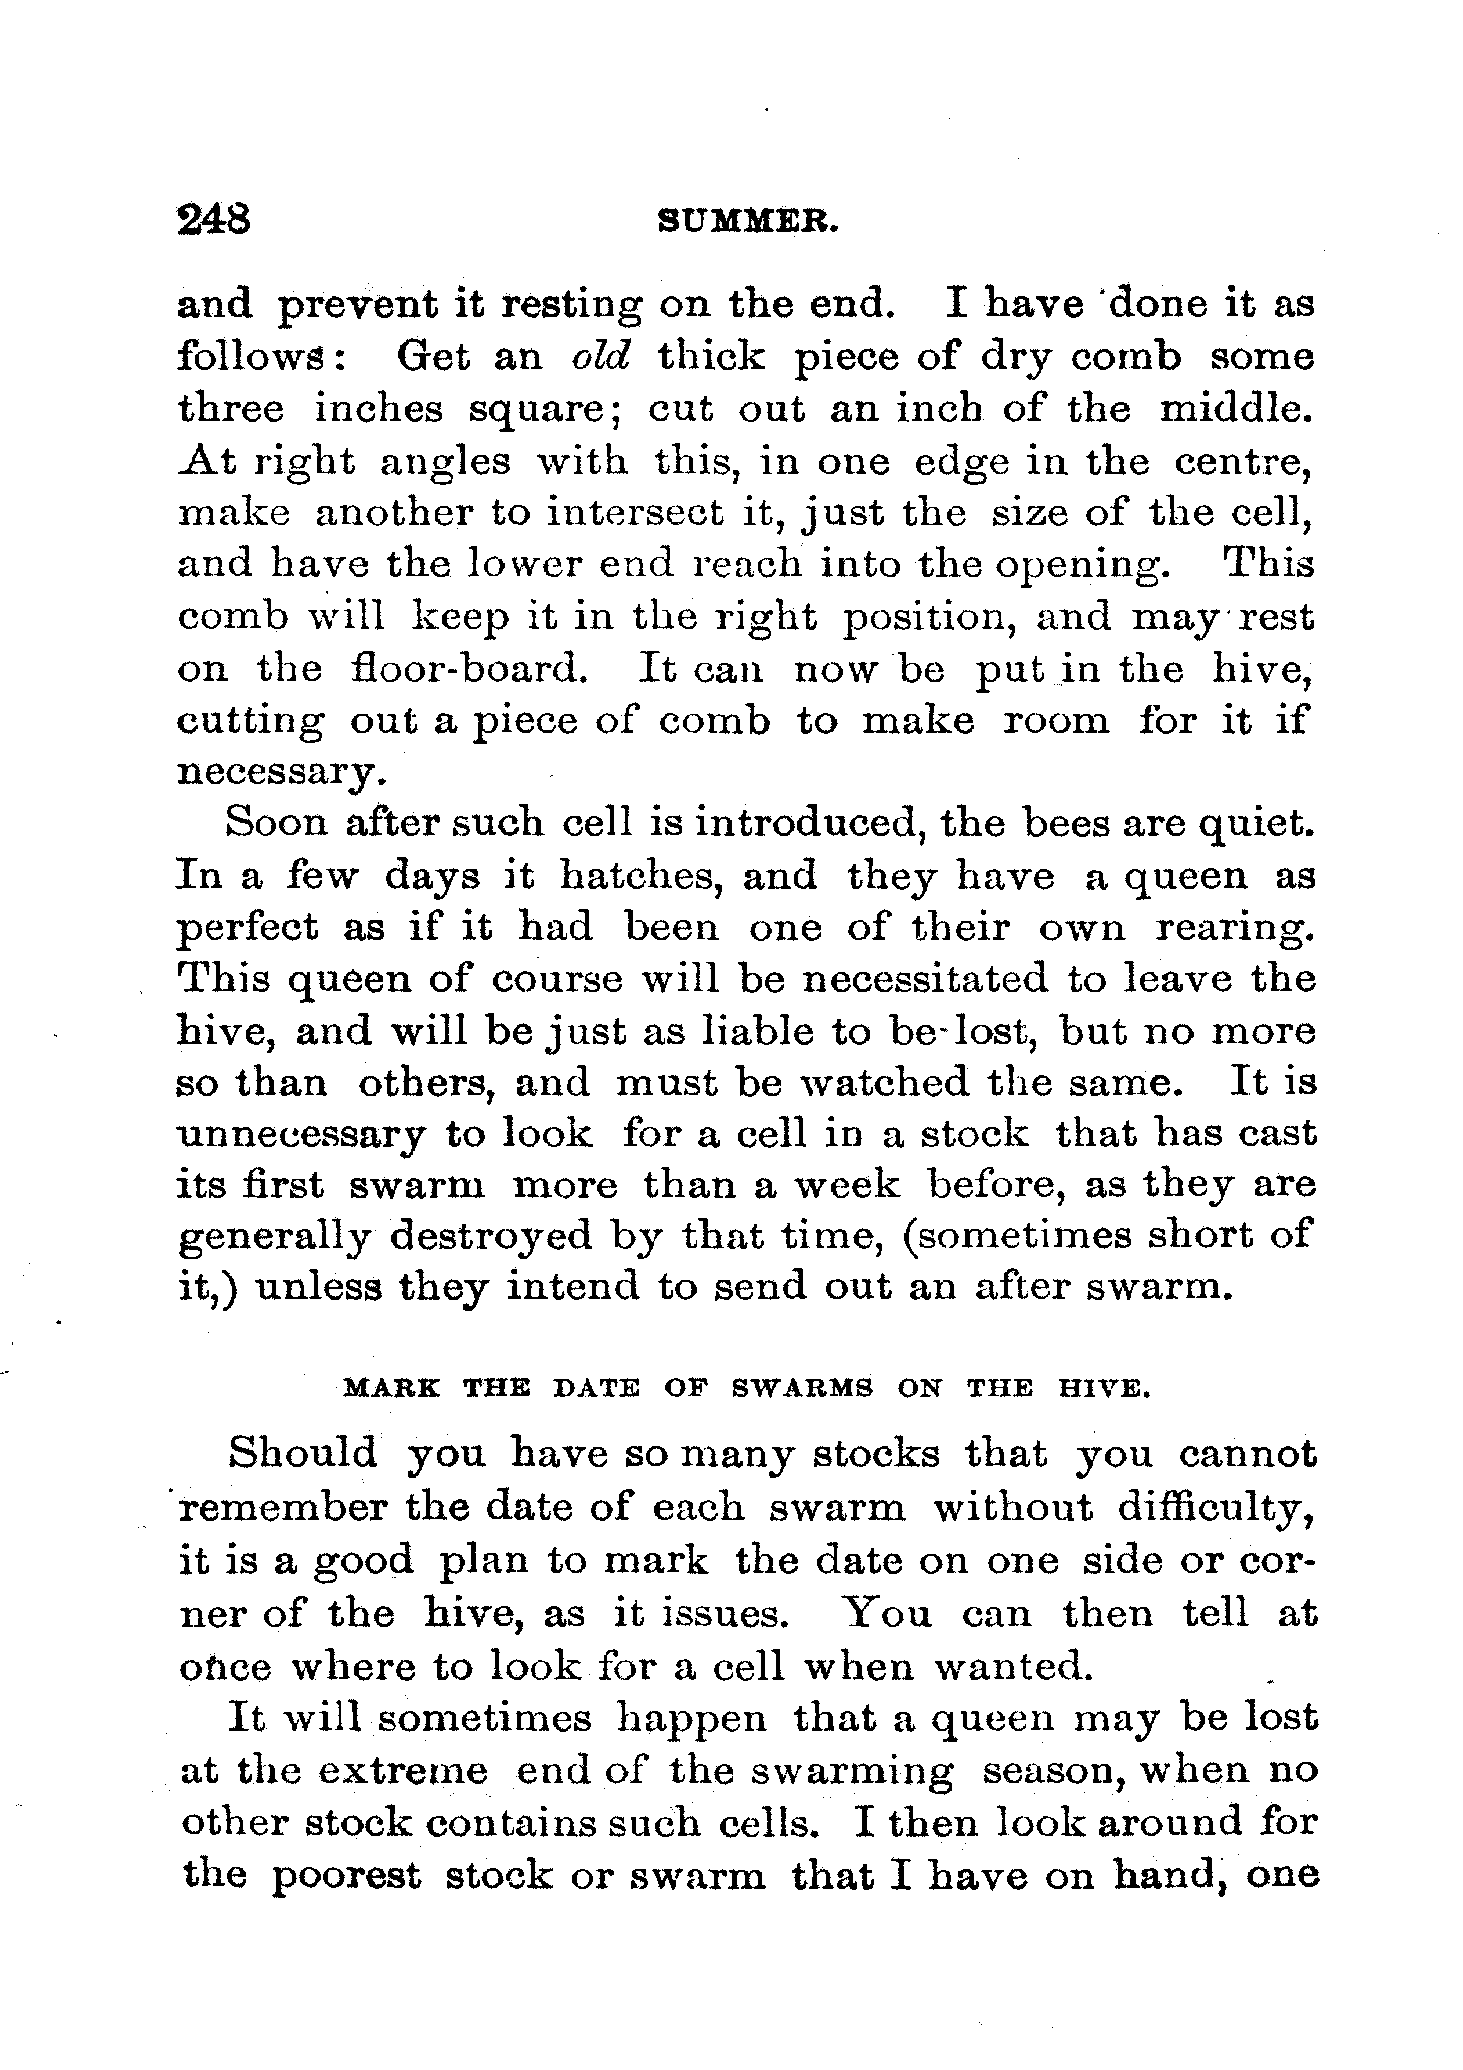 248 SUMMER.
and prevent it resting on the end. I have done it as
follows: Get an old thick piece of dry comb some
three inches square; cut out an inch of the middle.
At right angles with this, in one edge in the centre,
make another to intersect it, just the size of the cell,
and have the lower end reach into the opening. This
comb will keep it in the right position, and may rest
on the floor-board. It can now be put in the hive,
cutting out a piece of comb to make room for it if
necessary.
Soon after such cell is introduced, the bees are quiet.
In a few days it hatches, and they have a queen as
perfect as if it had been one of their own rearing.
This queen of course will be necessitated to leave the
hive, and will be just as liable to be lost, but no more
so than others, and must be watched the same. It is
unnecessary to look for a cell in a stock that has cast
its first swarm more than a week before, as they are
generally destroyed by that time, (sometimes short of
it,) unless they intend to send out an after swarm.
MARK THE DATE OF SWARMS ON THE HIVE.
Should you have so many stocks that you cannot
remember the date of each swarm without difficulty,
it is a good plan to mark the date on one side or cor-
ner of the hive, as it issues. You can then tell at
once where to look for a cell when wanted.
It will sometimes happen that a queen may be lost
at the extreme end of the swarming season, when no
other stock contains such cells. I then look around for
the poorest stock or swarm that I have on hand, one